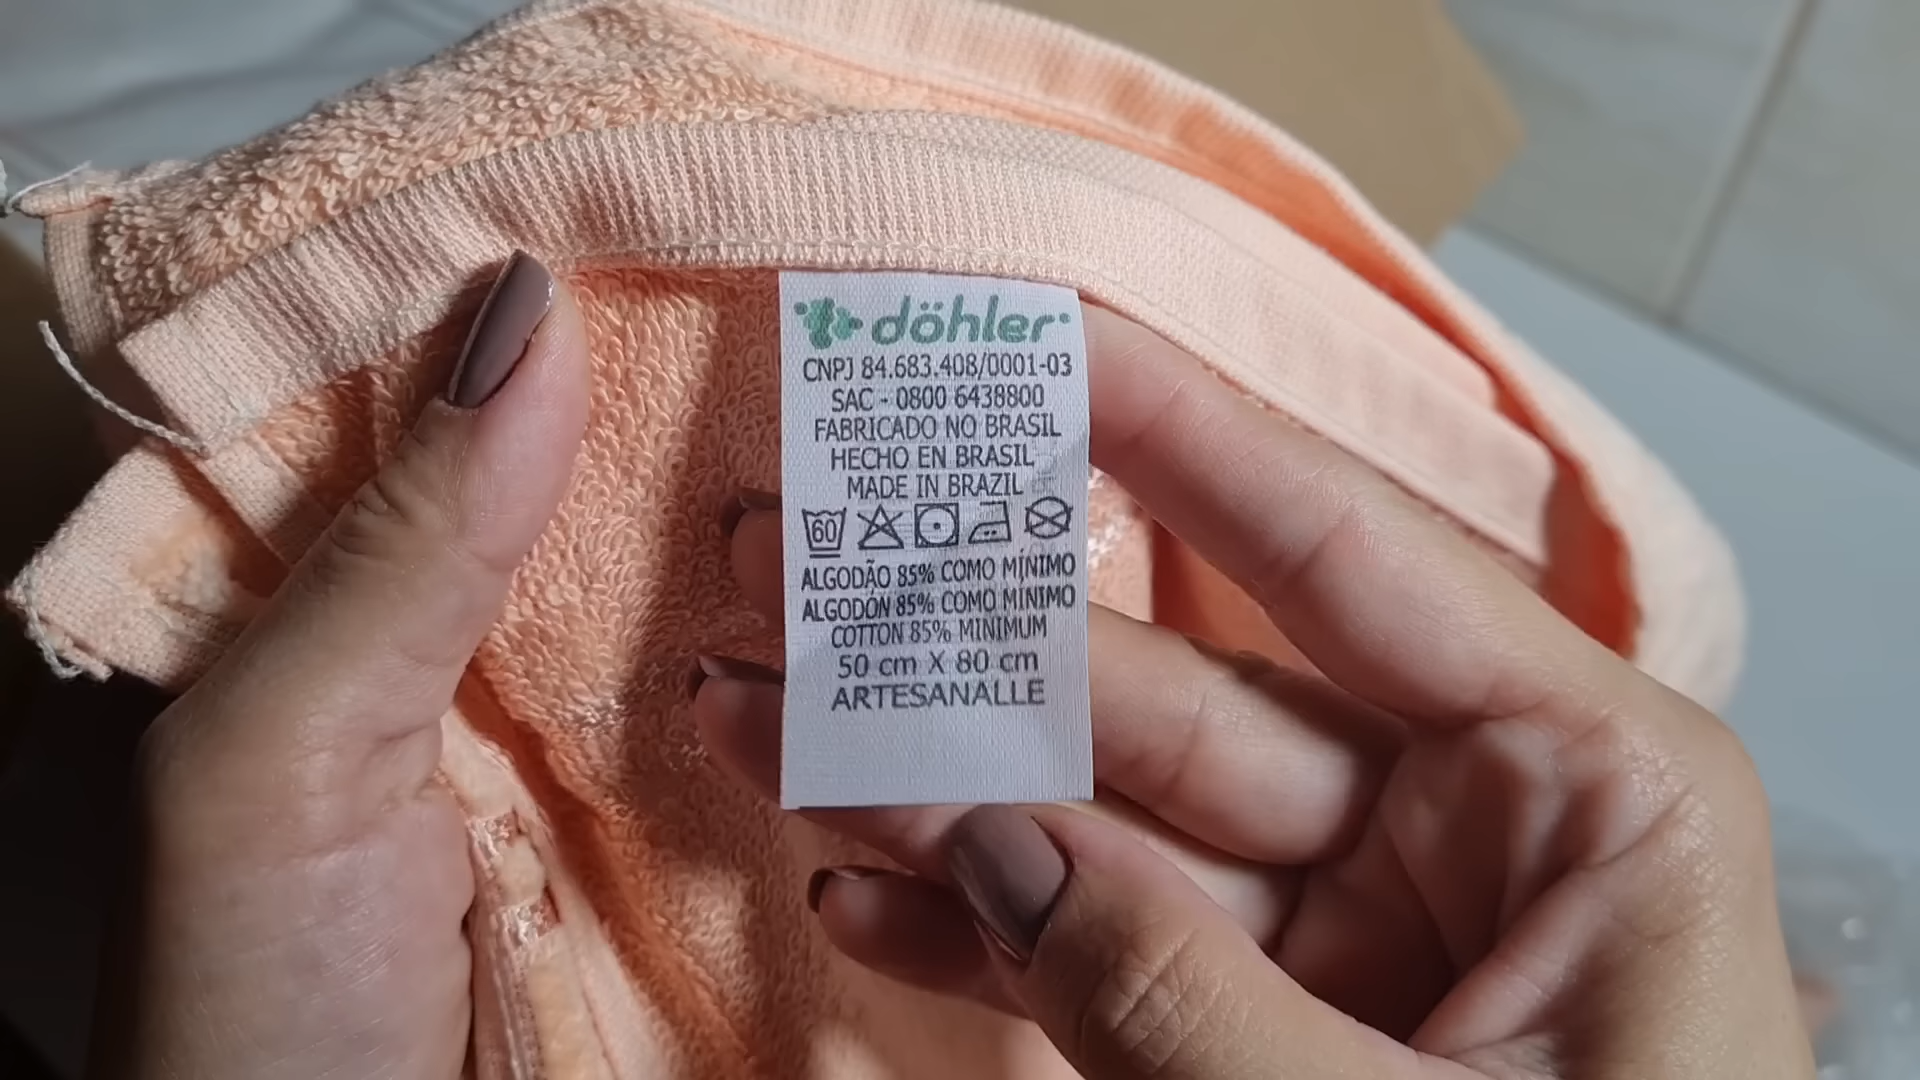 döhler
CNPJ 84.683.408/0001-03
SAC - 0800 6438800
FABRICADO NO BRASIL
HECHO EN BRASIL
MADE IN BRAZIL
60
ALGODÃO 85% COMO MÍNIMO
ALGODÓN 85% COMO MÍNIMO
COTTON 85% MINIMUM
50 cm X 80 cm
ARTESANALLE